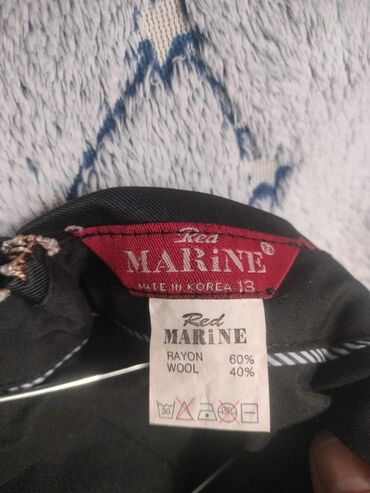 Red
MARiNE®
MADE IN KOREA 13
Red
MARiNE
RAYON 60%
WOOL 40%